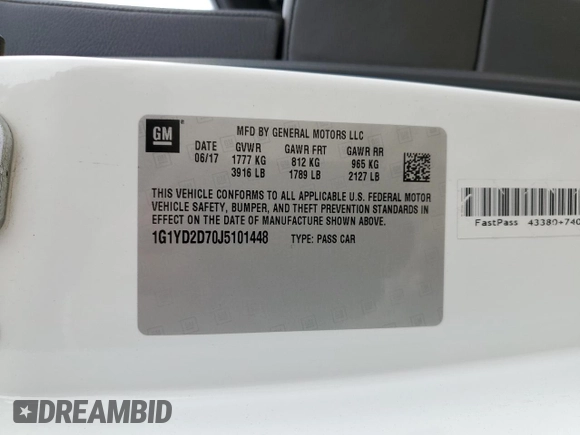 GM
MFD BY GENERAL MOTORS LLC
DATE GVWR GAWR FRT GAWR RR
06/17 1777 KG 812 KG 965 KG
3916 LB 1789 LB 2127 LB
THIS VEHICLE CONFORMS TO ALL APPLICABLE U.S. FEDERAL MOTOR
VEHICLE SAFETY, BUMPER, AND THEFT PREVENTION STANDARDS IN
EFFECT ON THE DATE OF MANUFACTURE SHOWN ABOVE.
1G1YD2D70J5101448 TYPE: PASS CAR
FastPass 43380+740
DREAMBID